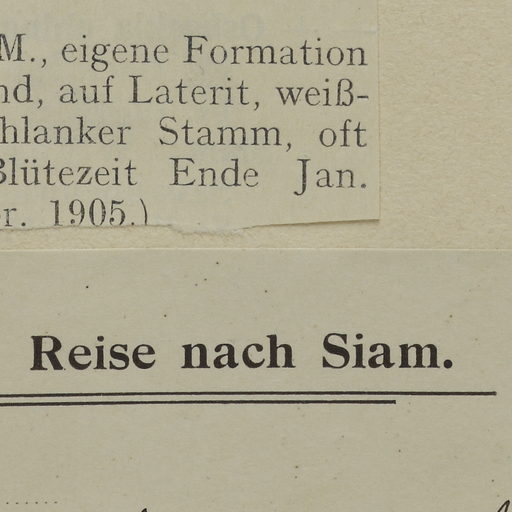 M., eigene Formation
nd, auf Laterit, weiß-
hlanker Stamm, oft
Blütezeit Ende Jan.
r. 1905.)
Reise nach Siam.